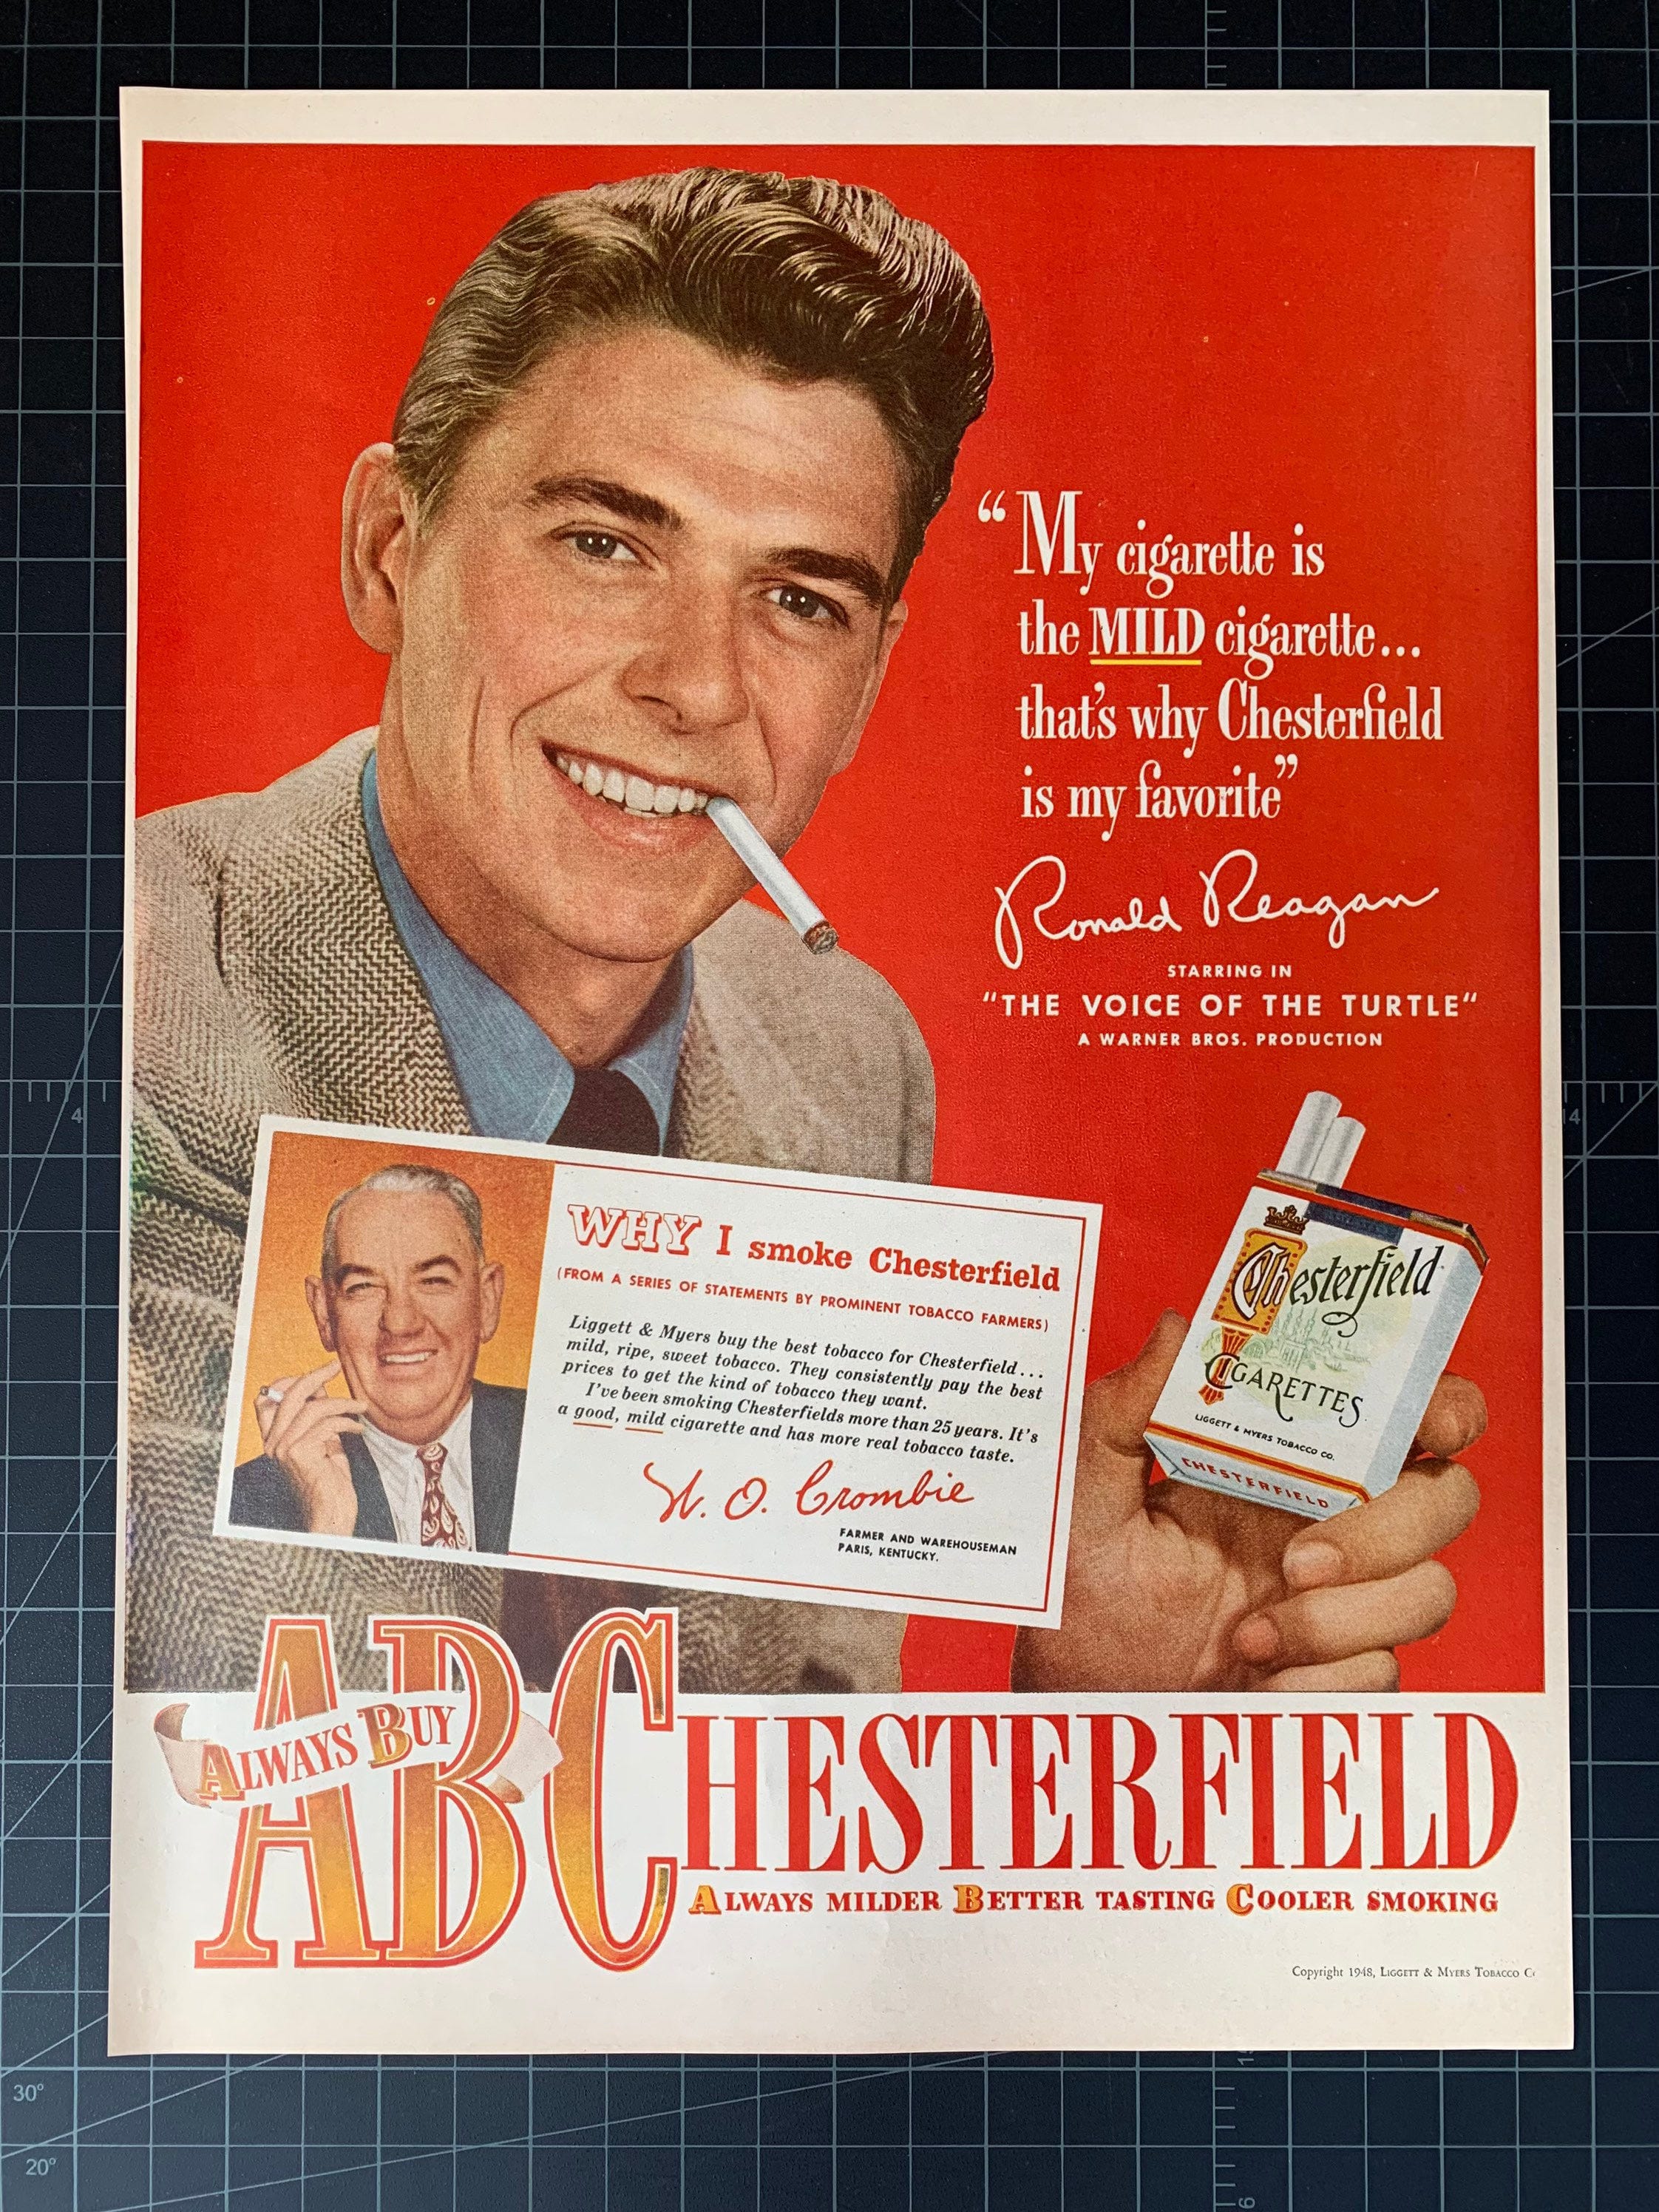 “My cigarette is
the MILD cigarette...
that's why Chesterfield
is my favorite”
Ronald Reagan
STARRING IN
"THE VOICE OF THE TURTLE"
A WARNER BROS. PRODUCTION
WHY I smoke Chesterfield
(FROM A SERIES OF STATEMENTS BY PROMINENT TOBACCO FARMERS)
Liggett & Myers buy the best tobacco for Chesterfield...
mild, ripe, sweet tobacco. They consistently pay the best
prices to get the kind of tobacco they want.
I've been smoking Chesterfields more than 25 years. It's
a good, mild cigarette and has more real tobacco taste.
W. O. Crombie
FARMER AND WAREHOUSEMAN
PARIS, KENTUCKY.
Chesterfield
CIGARETTES
LIGGETT & MYERS TOBACCO CO.
CHESTERFIELD
ALWAYS BUY
ABCHESTERFIELD
ALWAYS MILDER BETTER TASTING COOLER SMOKING
Copyright 1948, LIGGETT & MYERS TOBACCO C
4
14
30°
20°